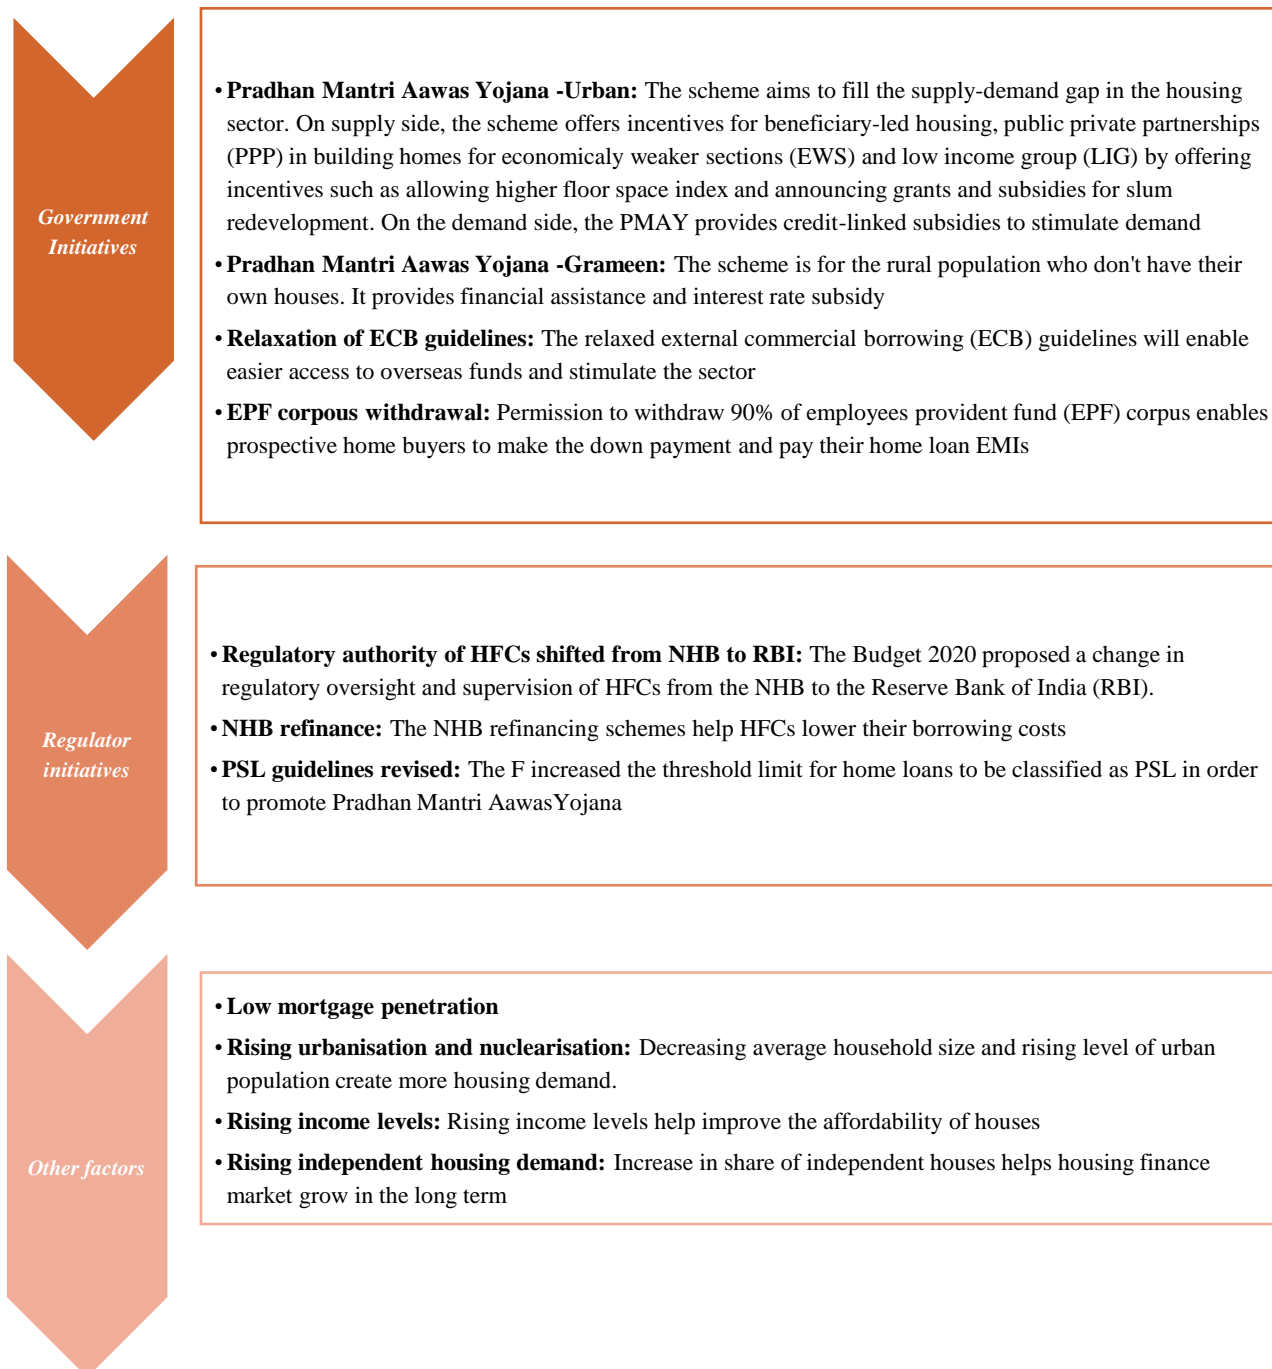 Government
Initiatives
• Pradhan Mantri Aawas Yojana -Urban: The scheme aims to fill the supply-demand gap in the housing
sector. On supply side, the scheme offers incentives for beneficiary-led housing, public private partnerships
(PPP) in building homes for economicaly weaker sections (EWS) and low income group (LIG) by offering
incentives such as allowing higher floor space index and announcing grants and subsidies for slum
redevelopment. On the demand side, the PMAY provides credit-linked subsidies to stimulate demand
• Pradhan Mantri Aawas Yojana -Grameen: The scheme is for the rural population who don't have their
own houses. It provides financial assistance and interest rate subsidy
• Relaxation of ECB guidelines: The relaxed external commercial borrowing (ECB) guidelines will enable
easier access to overseas funds and stimulate the sector
• EPF corpous withdrawal: Permission to withdraw 90% of employees provident fund (EPF) corpus enables
prospective home buyers to make the down payment and pay their home loan EMIs
Regulator
initiatives
• Regulatory authority of HFCs shifted from NHB to RBI: The Budget 2020 proposed a change in
regulatory oversight and supervision of HFCs from the NHB to the Reserve Bank of India (RBI).
• NHB refinance: The NHB refinancing schemes help HFCs lower their borrowing costs
• PSL guidelines revised: The F increased the threshold limit for home loans to be classified as PSL in order
to promote Pradhan Mantri AawasYojana
Other factors
• Low mortgage penetration
• Rising urbanisation and nuclearisation: Decreasing average household size and rising level of urban
population create more housing demand.
• Rising income levels: Rising income levels help improve the affordability of houses
• Rising independent housing demand: Increase in share of independent houses helps housing finance
market grow in the long term